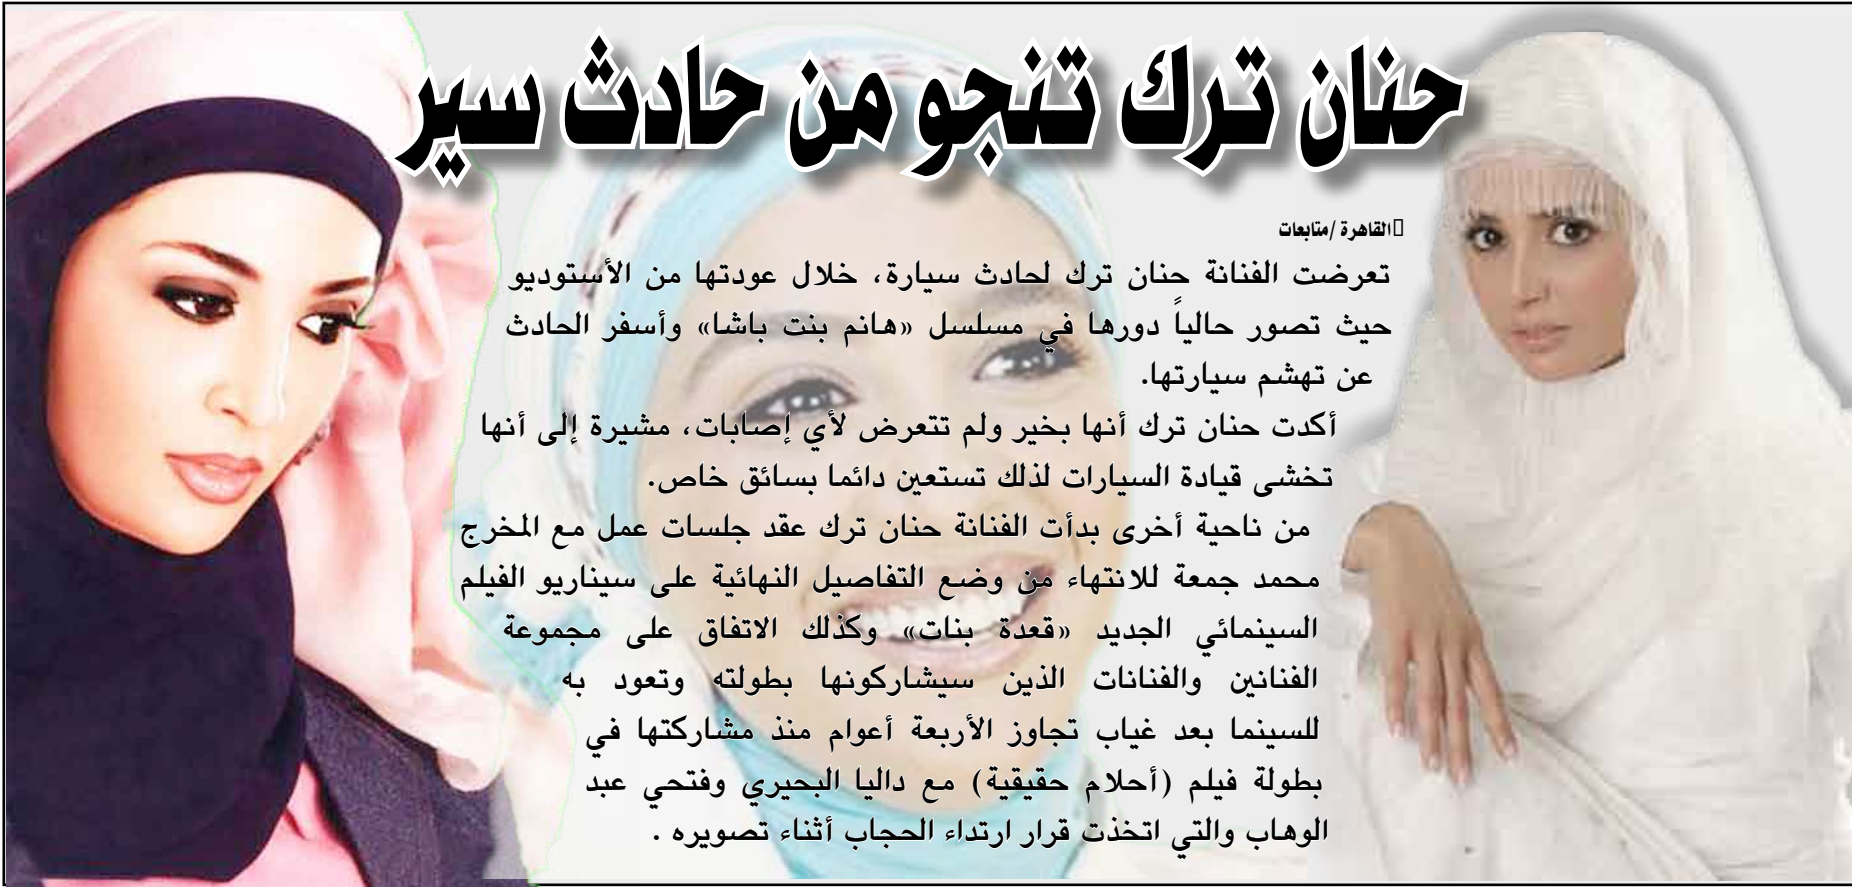 حنان ترك تنجو من حادث سير
القاهرة /متابعات
تعرضت الفنانة حنان ترك لحادث سيارة، خلال عودتها من الأستوديو
حيث تصور حالياً دورها في مسلسل «هانم بنت باشا» وأسفر الحادث
عن تهشم سيارتها.
أكدت حنان ترك أنها بخير ولم تتعرض لأي إصابات، مشيرة إلى أنها
تخشى قيادة السيارات لذلك تستعين دائما بسائق خاص.
من ناحية أخرى بدأت الفنانة حنان ترك عقد جلسات عمل مع المخرج
محمد جمعة للانتهاء من وضع التفاصيل النهائية على سيناريو الفيلم
السينمائي الجديد «قعدة بنات» وكذلك الاتفاق على مجموعة
الفنانين والفنانات الذين سيشاركونها بطولته وتعود به
للسينما بعد غياب تجاوز الأربعة أعوام منذ مشاركتها في
بطولة فيلم (أحلام حقيقية) مع داليا البحيري وفتحي عبد
الوهاب والتي اتخذت قرار ارتداء الحجاب أثناء تصويره .